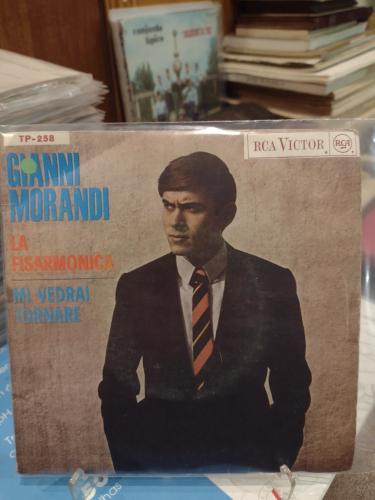 TP-258
GIANNI
MORANDI
RCA VICTOR
RCA
LA
FISARMONICA
MI VEDRAI
TORNARE